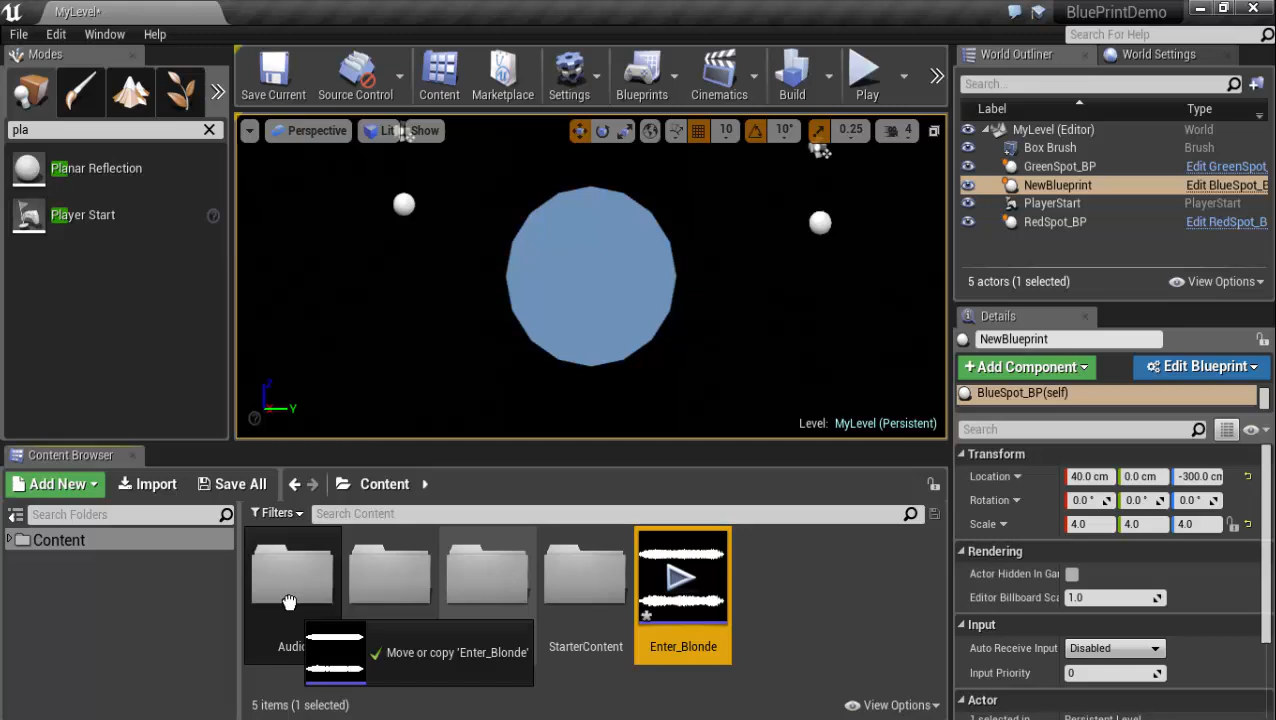 MyLevel*
BluePrintDemo
File Edit Window Help
Search For Help
Modes
pla
Planar Reflection
Player Start
Save Current
Source Control
Content
Marketplace
Settings
Blueprints
Cinematics
Build
Play
Perspective
Lit
Show
10
10°
0.25
4
Level: MyLevel (Persistent)
World Outliner
World Settings
Search...
Label Type
MyLevel (Editor) World
Box Brush Brush
GreenSpot_BP Edit GreenSpot_
NewBlueprint Edit BlueSpot_B
PlayerStart PlayerStart
RedSpot_BP Edit RedSpot_B
5 actors (1 selected)
View Options
Details
NewBlueprint
+Add Component
Edit Blueprint
BlueSpot_BP(self)
Search
Transform
Location 40.0 cm 0.0 cm -300.0 cm
Rotation 0.0 ° 0.0 ° 0.0 °
Scale 4.0 4.0 4.0
Rendering
Actor Hidden In Ga
Editor Billboard Sca 1.0
Input
Auto Receive Input Disabled
Input Priority 0
Actor
Content Browser
Add New
Import
Save All
Content
Search Folders
Filters
Search Content
Content
Audio
StarterContent
Enter_Blonde
Move or copy 'Enter_Blonde'
5 items (1 selected)
View Options